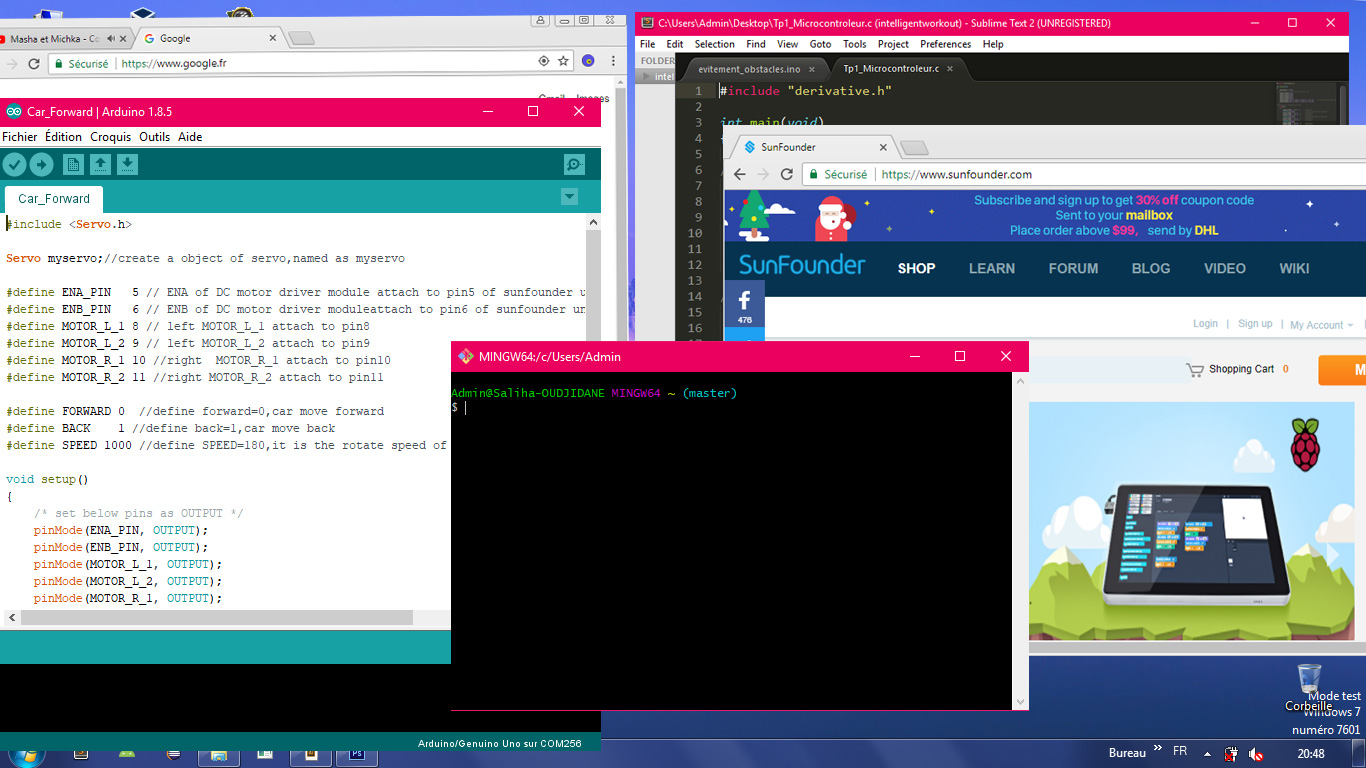 Masha et Michka - Co
Google
Sécurisé
https://www.google.fr
Car_Forward | Arduino 1.8.5
Fichier Édition Croquis Outils Aide
Car_Forward
#include <Servo.h>
Servo myservo;//create a object of servo,named as myservo
#define ENA_PIN   5 // ENA of DC motor driver module attach to pin5 of sunfounder u
#define ENB_PIN   6 // ENB of DC motor driver moduleattach to pin6 of sunfounder un
#define MOTOR_L_1 8 // left MOTOR_L_1 attach to pin8
#define MOTOR_L_2 9 // left MOTOR_L_2 attach to pin9
#define MOTOR_R_1 10 //right  MOTOR_R_1 attach to pin10
#define MOTOR_R_2 11 //right MOTOR_R_2 attach to pin11
#define FORWARD 0  //define forward=0,car move forward
#define BACK    1 //define back=1,car move back
#define SPEED 1000 //define SPEED=180,it is the rotate speed of
void setup()
{
/* set below pins as OUTPUT */
pinMode(ENA_PIN, OUTPUT);
pinMode(ENB_PIN, OUTPUT);
pinMode(MOTOR_L_1, OUTPUT);
pinMode(MOTOR_L_2, OUTPUT);
pinMode(MOTOR_R_1, OUTPUT);
Arduino/Genuino Uno sur COM256
C:\Users\Admin\Desktop\Tp1_Microcontroleur.c (intelligentworkout) - Sublime Text 2 (UNREGISTERED)
File Edit Selection Find View Goto Tools Project Preferences Help
FOLDER
intel
evitement_obstacles.ino
Tp1_Microcontroleur.c
1 #include "derivative.h"
2
3 int main(void)
4
5
6
7
8
9
10
11
12
13
14
15
16
SunFounder
Sécurisé
https://www.sunfounder.com
Subscribe and sign up to get 30% off coupon code
Sent to your mailbox
Place order above $99, send by DHL
SunFounder
SHOP LEARN FORUM BLOG VIDEO WIKI
f
476
Login | Sign up | My Account
Shopping Cart 0
M
MINGW64:/c/Users/Admin
Admin@Saliha-OUDJIDANE MINGW64 ~ (master)
$
Corbeille
Mode test
Windows 7
numéro 7601
Bureau
FR
20:48
Ps